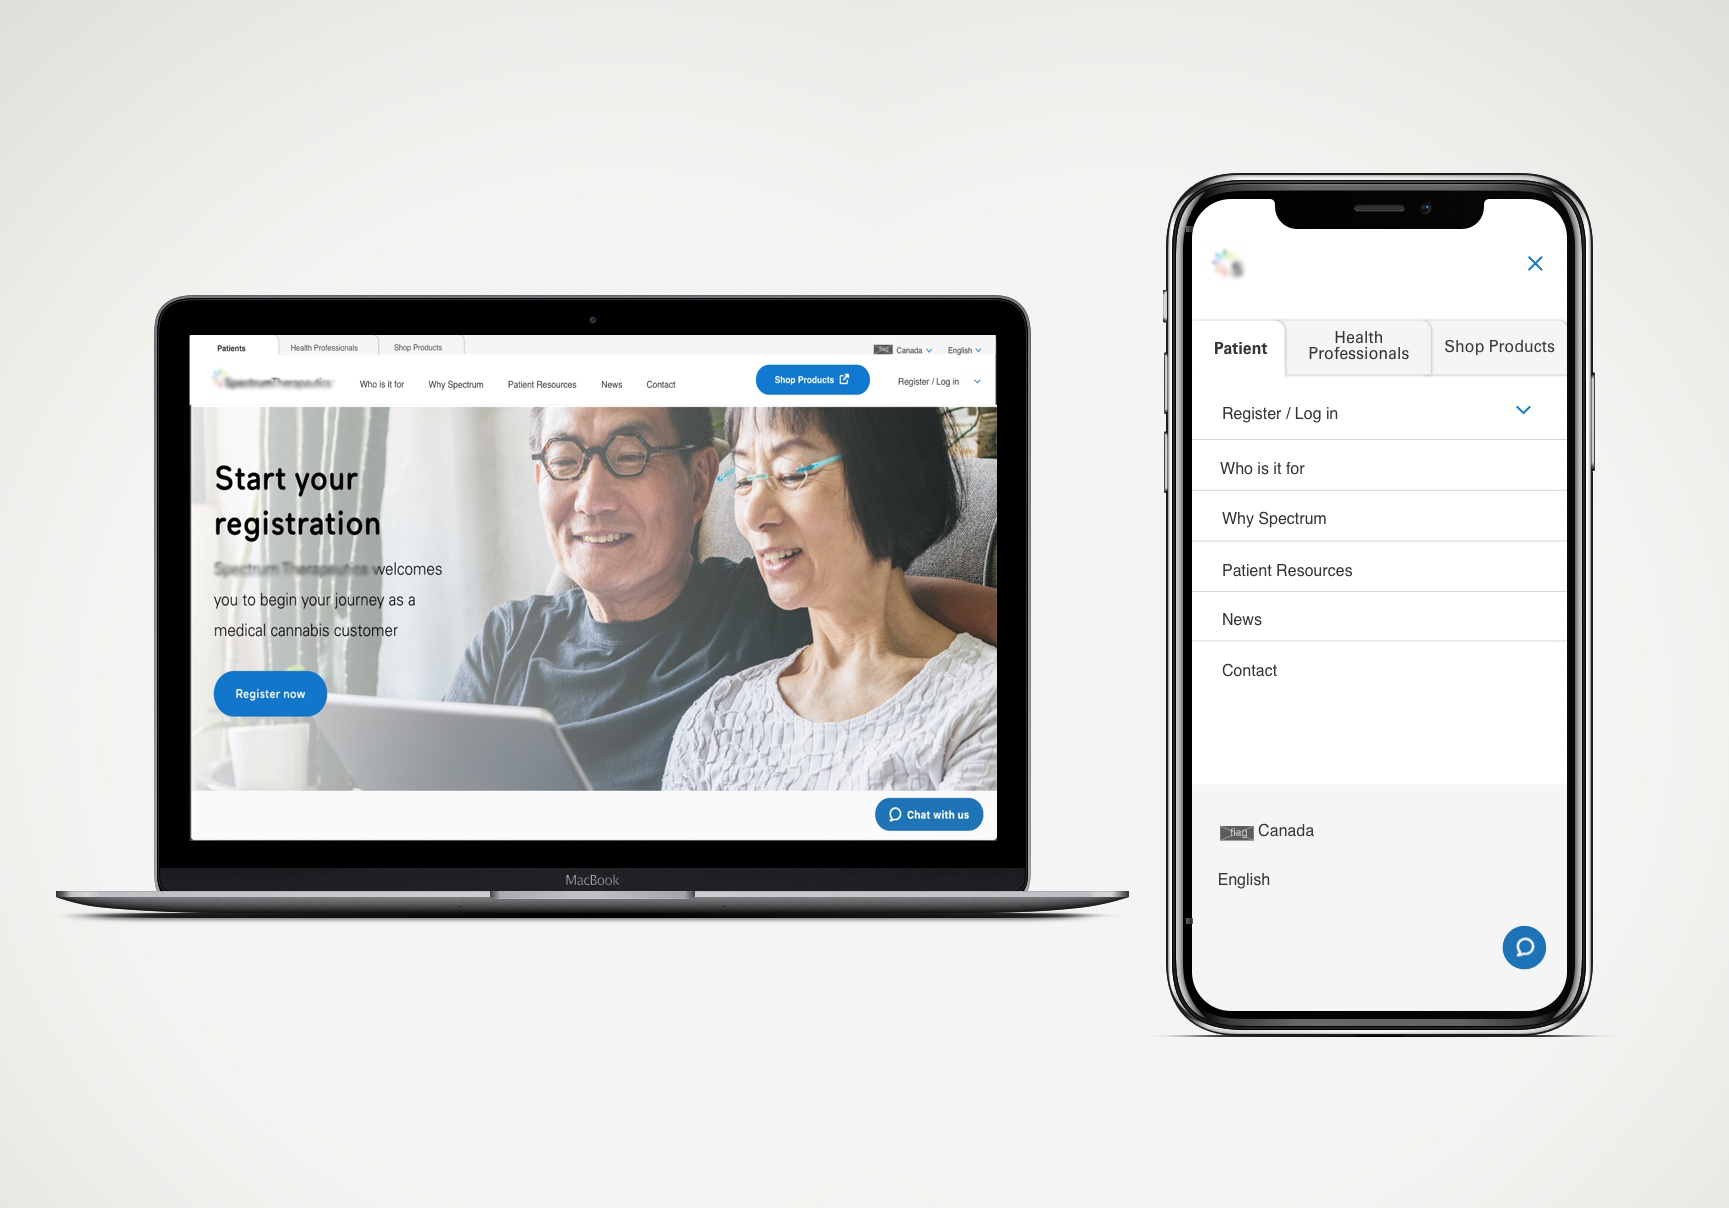 Patients
Health Professionals
Shop Products
flag Canada
English
SpectrumTherapeutics
Who is it for
Why Spectrum
Patient Resources
News
Contact
Shop Products
Register / Log in
Start your
registration
Spectrum Therapeutics welcomes
you to begin your journey as a
medical cannabis customer
Register now
Chat with us
MacBook
S
Patient
Health
Professionals
Shop Products
Register / Log in
Who is it for
Why Spectrum
Patient Resources
News
Contact
flag Canada
English